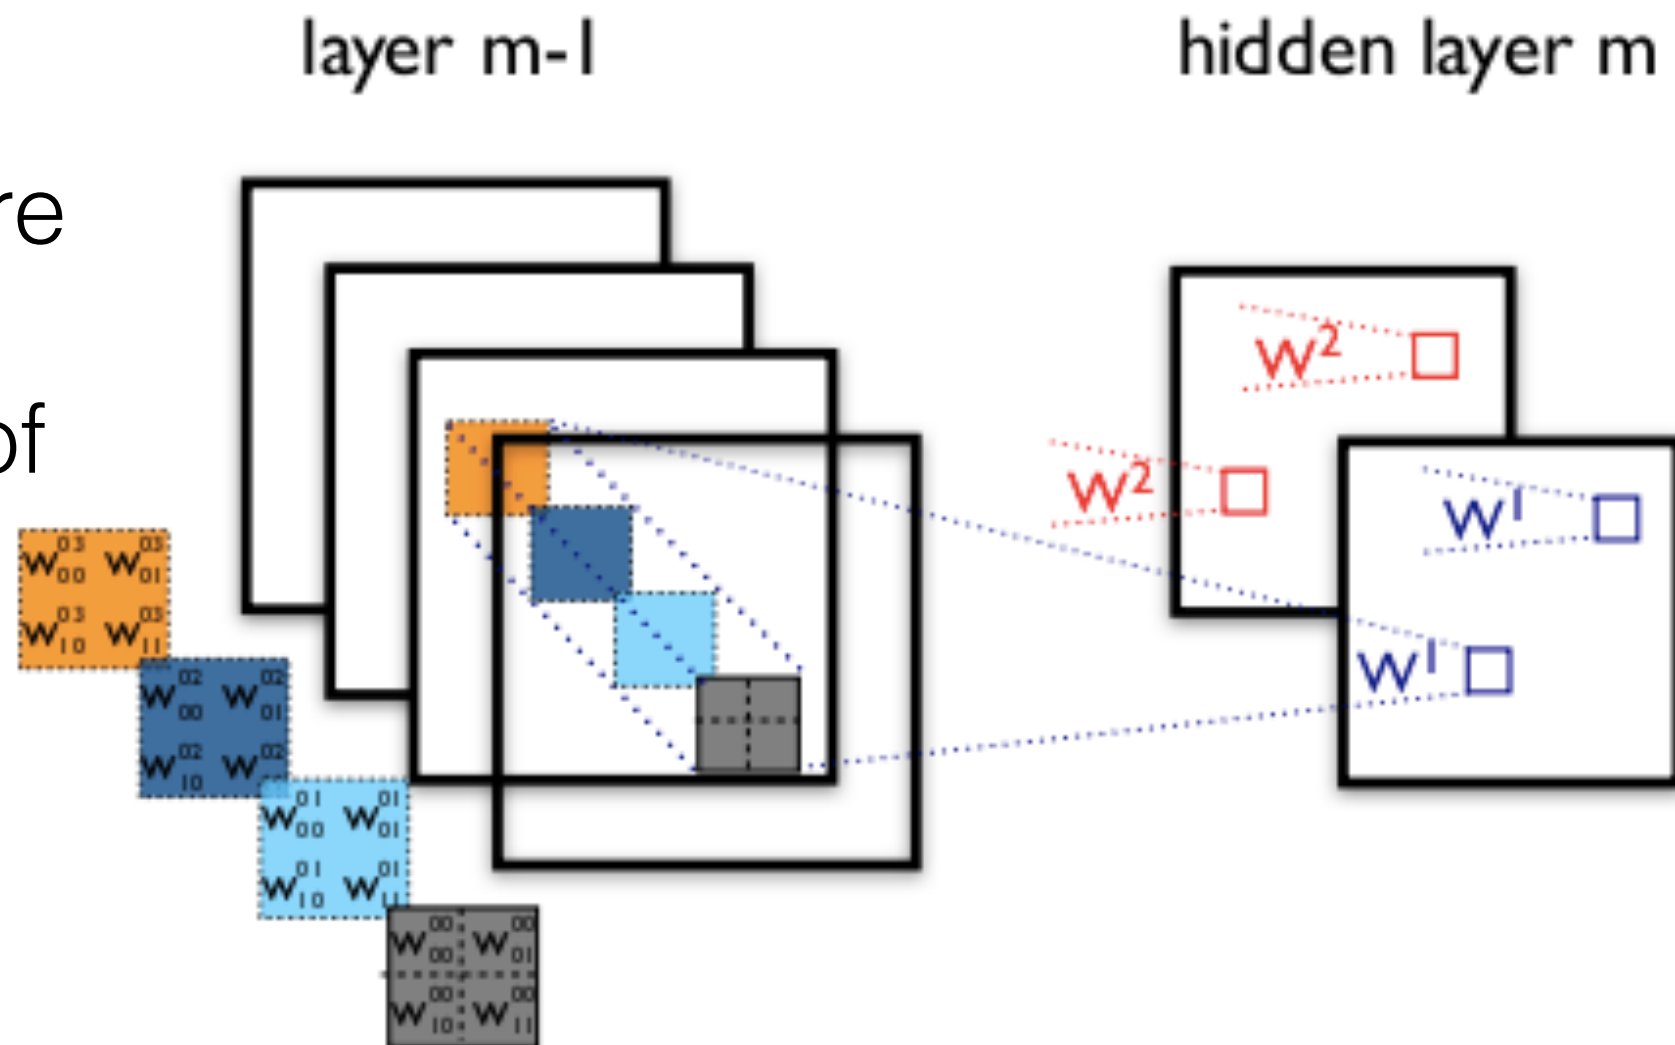 layer m-1
hidden layer m
re
of
W² 
W²
W¹
W¹
W⁰³₀₀ W⁰³₀₁
W⁰³₁₀ W⁰³₁₁
W⁰²₀₀ W⁰²₀₁
W⁰²₁₀ W⁰²
W⁰¹₀₀ W⁰¹₀₁
W⁰¹₁₀ W⁰¹₁₁
W⁰⁰₀₀ W⁰⁰₀₁
W⁰⁰₁₀ W⁰⁰₁₁